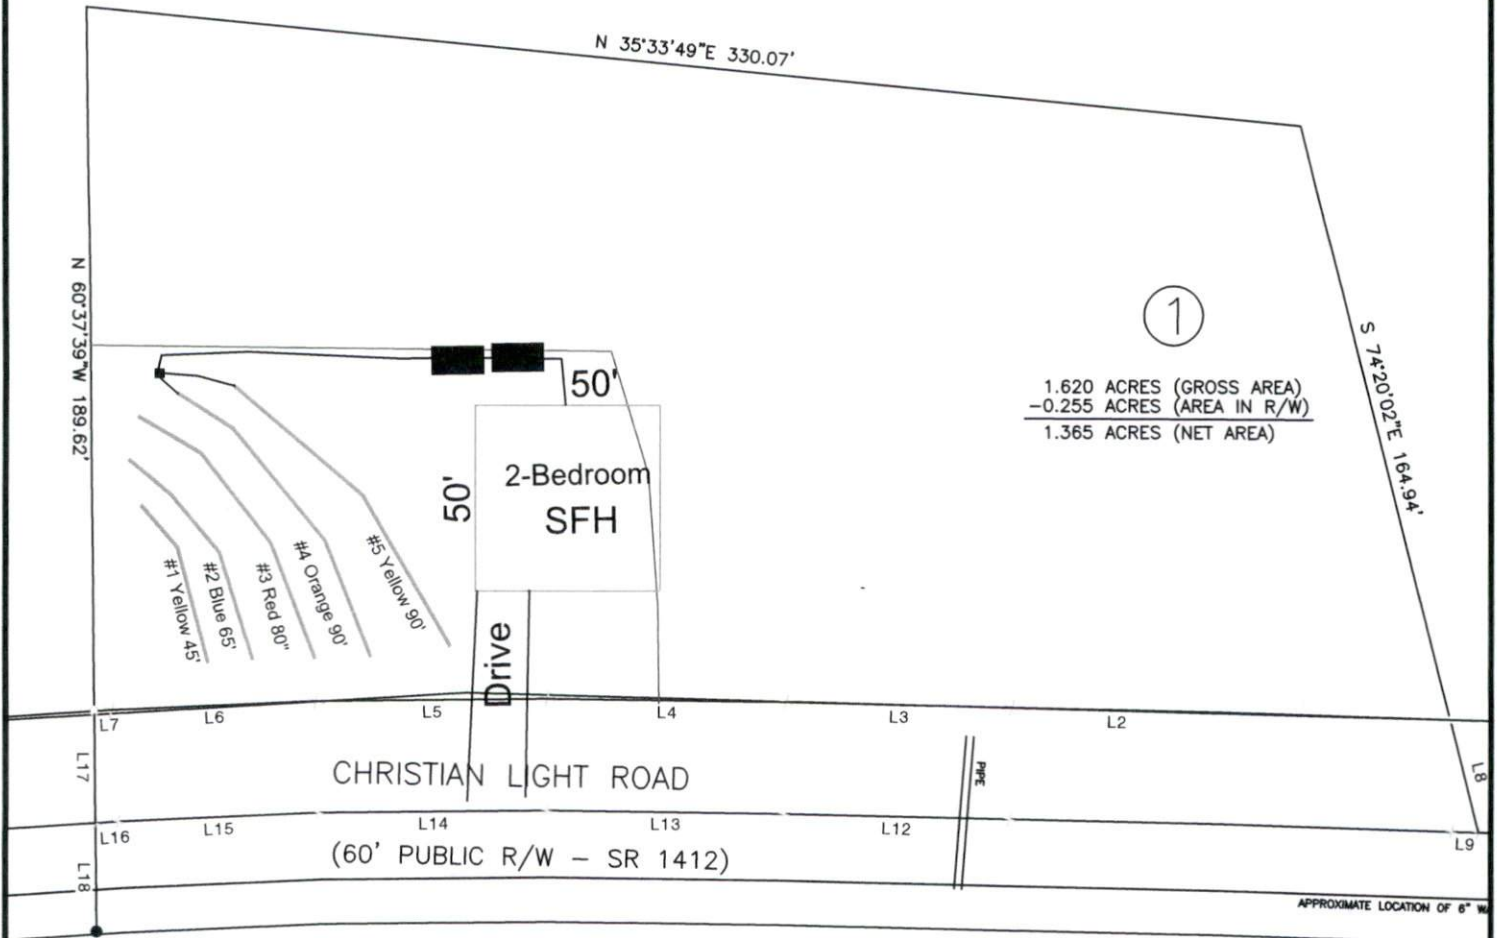 N 35°33'49"E 330.07'
N 60°37'39"W 189.62'
1
S 74°20'02"E 164.94'
1.620 ACRES (GROSS AREA)
-0.255 ACRES (AREA IN R/W)
1.365 ACRES (NET AREA)
50'
50'
2-Bedroom
SFH
#1 Yellow 45'
#2 Blue 65'
#3 Red 80"
#4 Orange 90'
#5 Yellow 90'
Drive
L7
L6
L5
L4
L3
L2
L17
CHRISTIAN LIGHT ROAD
PIPE
L8
L16
L15
L14
L13
L12
L9
(60' PUBLIC R/W - SR 1412)
L18
APPROXIMATE LOCATION OF 6"